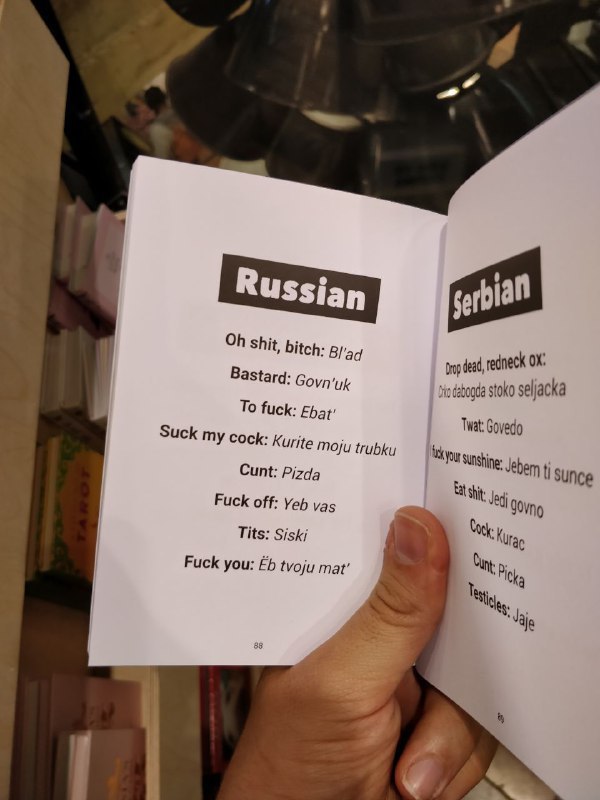 Russian
Oh shit, bitch: Bl'ad
Bastard: Govn'uk
To fuck: Ebat'
Suck my cock: Kurite moju trubku
Cunt: Pizda
Fuck off: Yeb vas
Tits: Siski
Fuck you: Ëb tvoju mat'
88
Serbian
Drop dead, redneck ox:
Crko dabogda stoko seljacka
Twat: Govedo
I fuck your sunshine: Jebem ti sunce
Eat shit: Jedi govno
Cock: Kurac
Cunt: Picka
Testicles: Jaje
89
TAROT